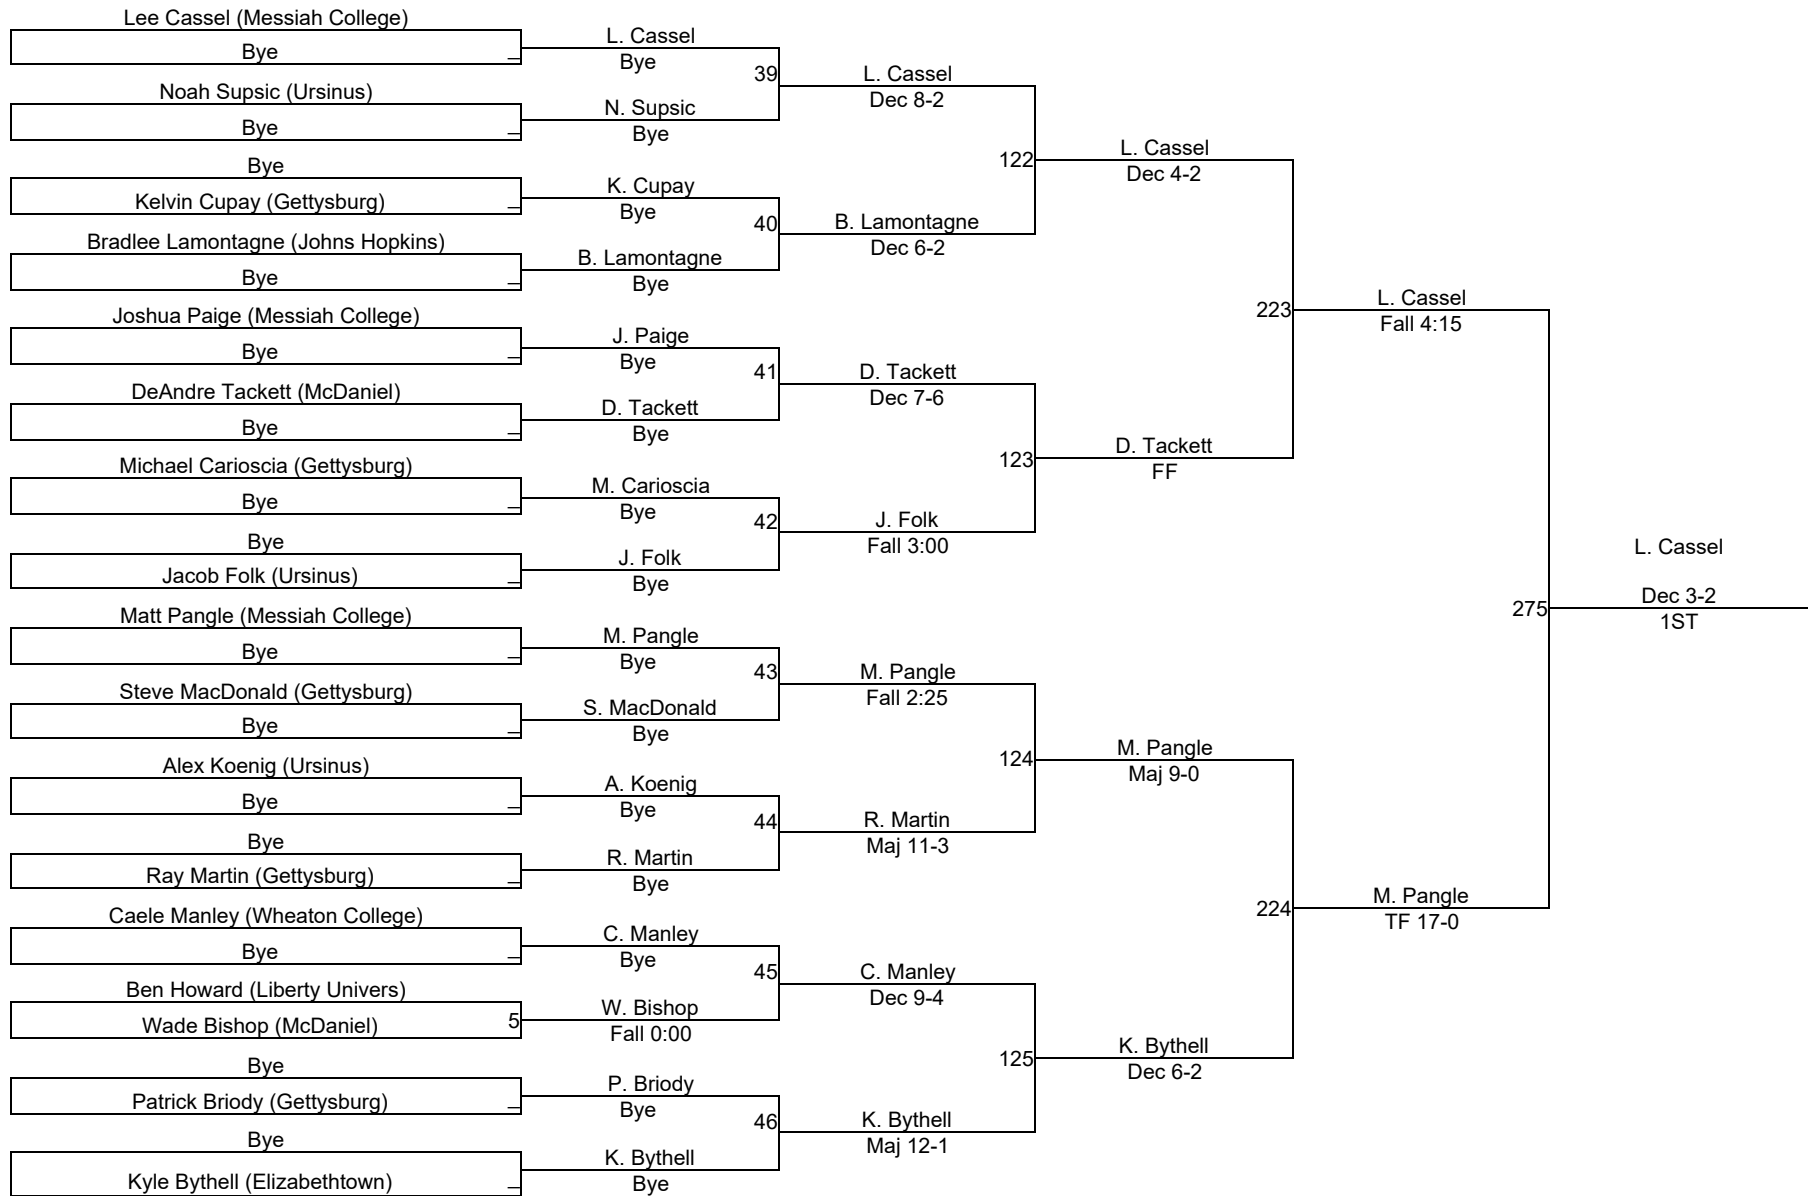 Lee Cassel (Messiah College)
Bye
Noah Supsic (Ursinus)
Bye
Bye
Kelvin Cupay (Gettysburg)
Bradlee Lamontagne (Johns Hopkins)
Bye
Joshua Paige (Messiah College)
Bye
DeAndre Tackett (McDaniel)
Bye
Michael Carioscia (Gettysburg)
Bye
Bye
Jacob Folk (Ursinus)
Matt Pangle (Messiah College)
Bye
Steve MacDonald (Gettysburg)
Bye
Alex Koenig (Ursinus)
Bye
Bye
Ray Martin (Gettysburg)
Caele Manley (Wheaton College)
Bye
Ben Howard (Liberty Univers)
Wade Bishop (McDaniel)
5
Bye
Patrick Briody (Gettysburg)
Bye
Kyle Bythell (Elizabethtown)
L. Cassel
Bye
39
N. Supsic
Bye
K. Cupay
Bye
40
B. Lamontagne
Bye
J. Paige
Bye
41
D. Tackett
Bye
M. Carioscia
Bye
42
J. Folk
Bye
M. Pangle
Bye
43
S. MacDonald
Bye
A. Koenig
Bye
44
R. Martin
Bye
C. Manley
Bye
45
W. Bishop
Fall 0:00
P. Briody
Bye
46
K. Bythell
Bye
L. Cassel
Dec 8-2
122
B. Lamontagne
Dec 6-2
D. Tackett
Dec 7-6
123
J. Folk
Fall 3:00
M. Pangle
Fall 2:25
124
R. Martin
Maj 11-3
C. Manley
Dec 9-4
125
K. Bythell
Maj 12-1
L. Cassel
Dec 4-2
223
D. Tackett
FF
M. Pangle
Maj 9-0
224
K. Bythell
Dec 6-2
L. Cassel
Fall 4:15
275
M. Pangle
TF 17-0
L. Cassel
Dec 3-2
1ST